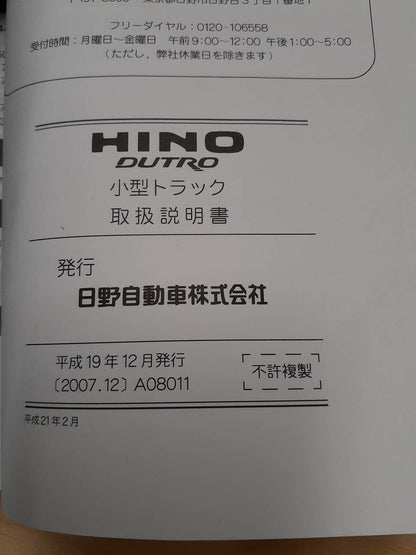 フリーダイヤル：0120-106558
受付時間：月曜日～金曜日　午前9:00～12:00 午後1:00～5:00
（ただし、弊社休業日を除きます）
HINO
DUTRO
小型トラック
取扱説明書
発行
日野自動車株式会社
平成19年12月発行
〔2007.12〕A08011
不許複製
平成21年2月